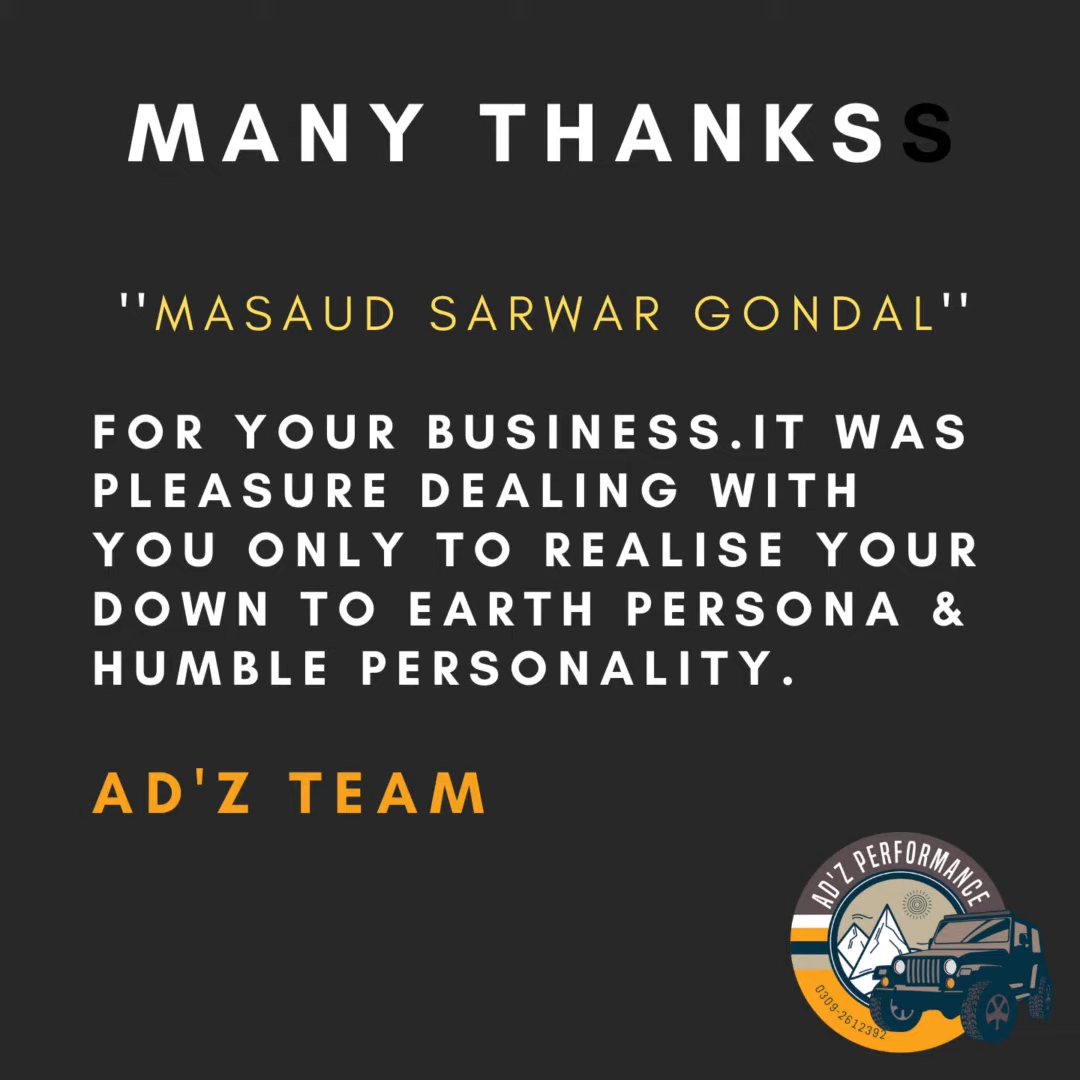 MANY THANKSS
''MASAUD SARWAR GONDAL''
FOR YOUR BUSINESS.IT WAS
PLEASURE DEALING WITH
YOU ONLY TO REALISE YOUR
DOWN TO EARTH PERSONA &
HUMBLE PERSONALITY.
AD'Z TEAM
AD'Z PERFORMANCE
0309-2612392